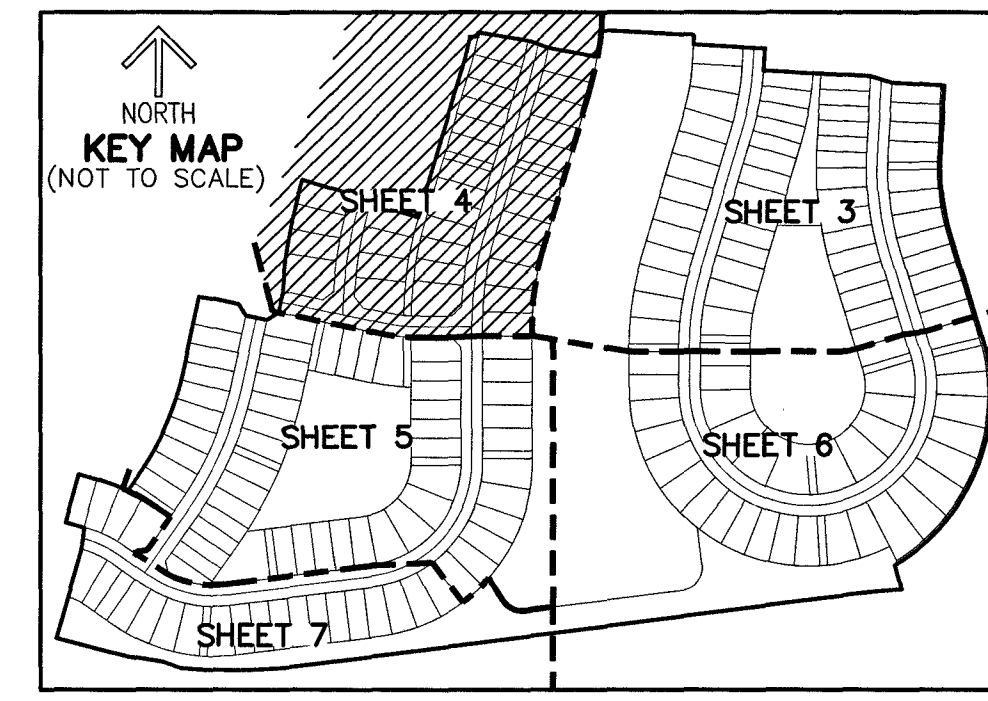 NORTH
KEY MAP
(NOT TO SCALE)
SHEET 4
SHEET 3
SHEET 5
SHEET 6
SHEET 7